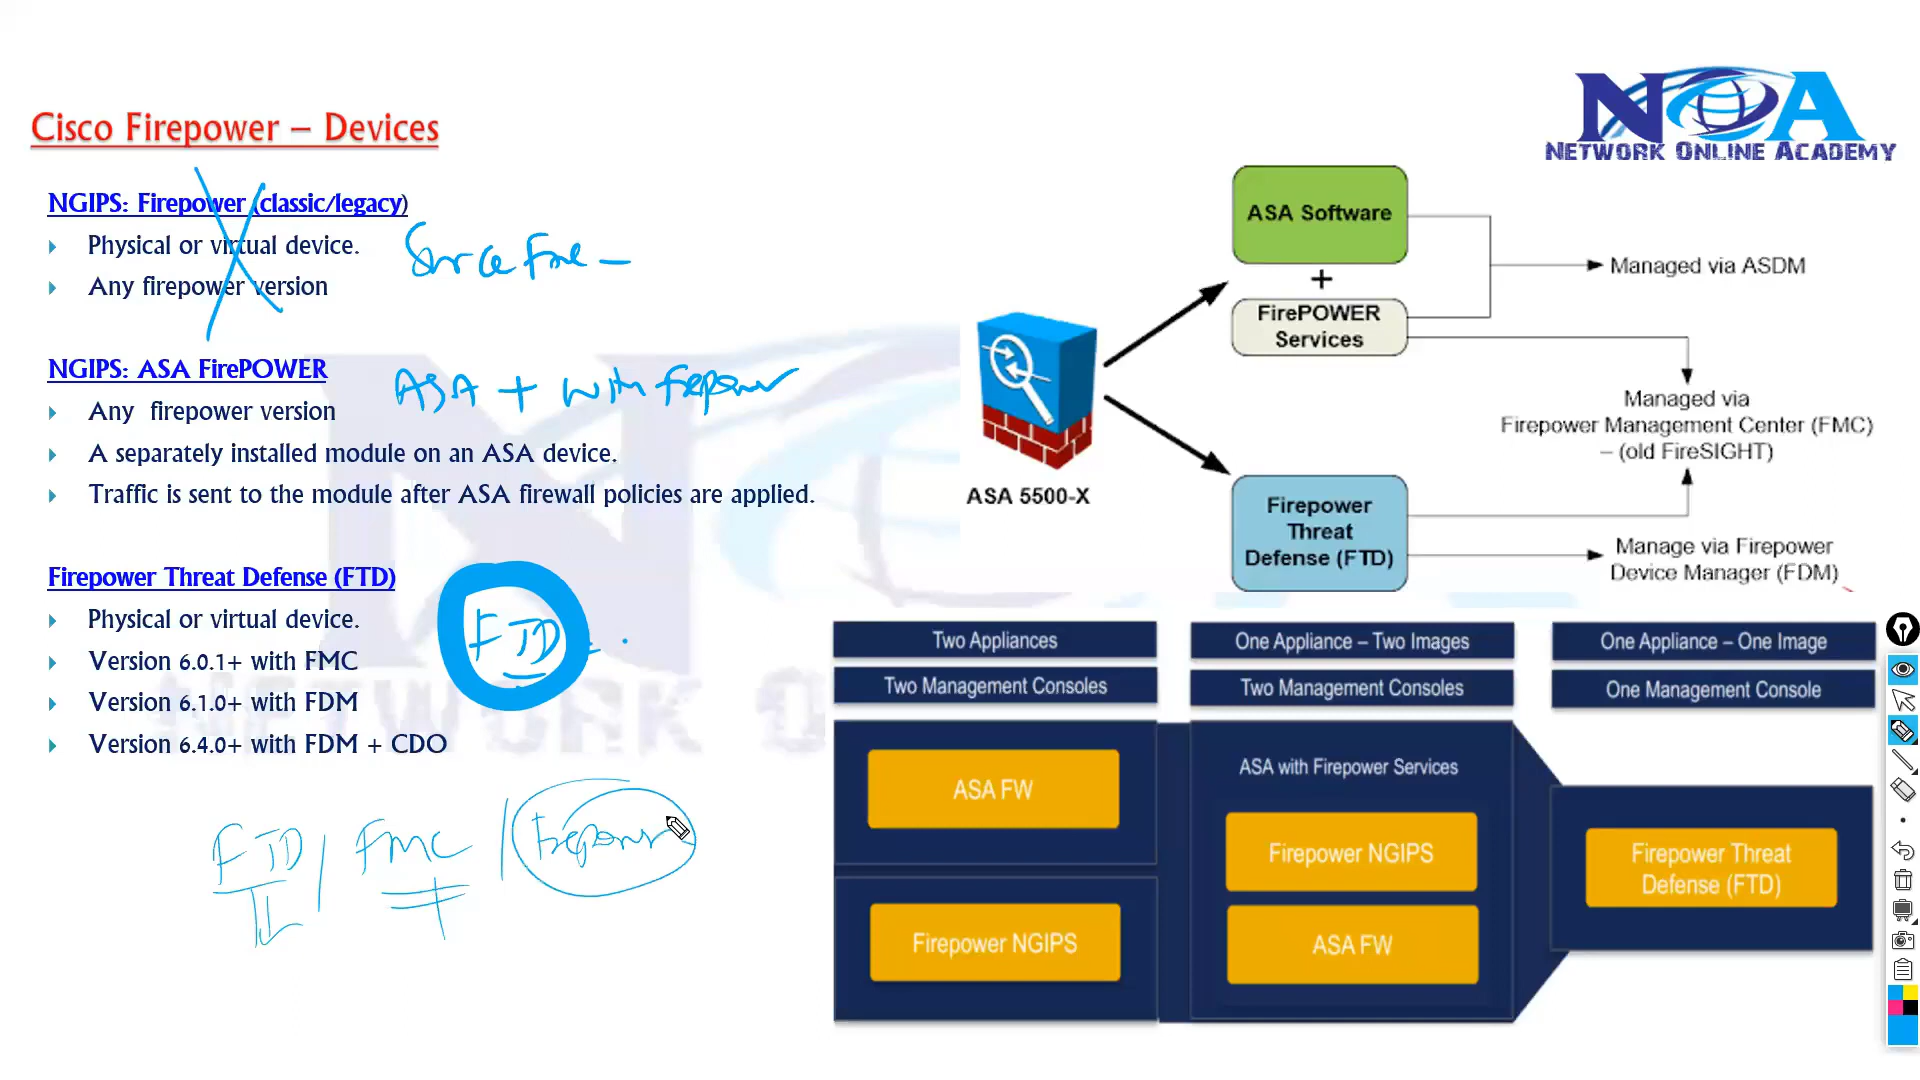 NOA
NETWORK ONLINE ACADEMY
Cisco Firepower – Devices
NGIPS: Firepower (classic/legacy)
Physical or virtual device.
Any firepower version
Source Fire –
NGIPS: ASA FirePOWER
ASA + with Firepower
Any firepower version
A separately installed module on an ASA device.
Traffic is sent to the module after ASA firewall policies are applied.
Firepower Threat Defense (FTD)
FTD
Physical or virtual device.
Version 6.0.1+ with FMC
Version 6.1.0+ with FDM
Version 6.4.0+ with FDM + CDO
FTD / FMC / Firepower
ASA Software
+
FirePOWER
Services
Managed via ASDM
Managed via
Firepower Management Center (FMC)
– (old FireSIGHT)
ASA 5500-X
Firepower
Threat
Defense (FTD)
Manage via Firepower
Device Manager (FDM)
Two Appliances
Two Management Consoles
ASA FW
Firepower NGIPS
One Appliance – Two Images
Two Management Consoles
ASA with Firepower Services
Firepower NGIPS
ASA FW
One Appliance – One Image
One Management Console
Firepower Threat
Defense (FTD)
NETWORK O